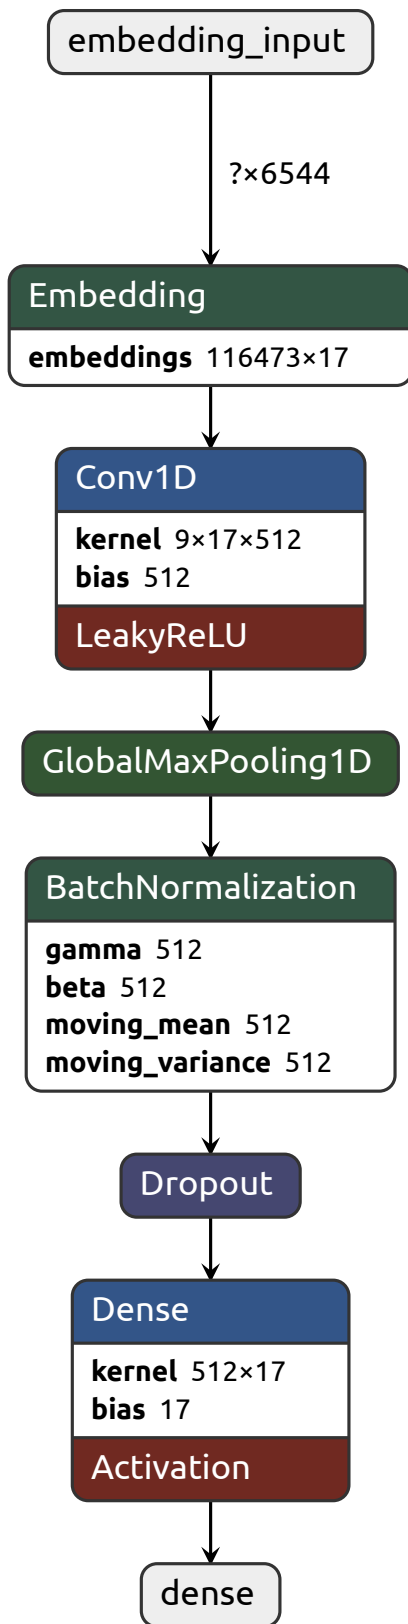 embedding_input
?×6544
Embedding
embeddings 116473×17
Conv1D
kernel 9×17×512
bias 512
LeakyReLU
GlobalMaxPooling1D
BatchNormalization
gamma 512
beta 512
moving_mean 512
moving_variance 512
Dropout
Dense
kernel 512×17
bias 17
Activation
dense